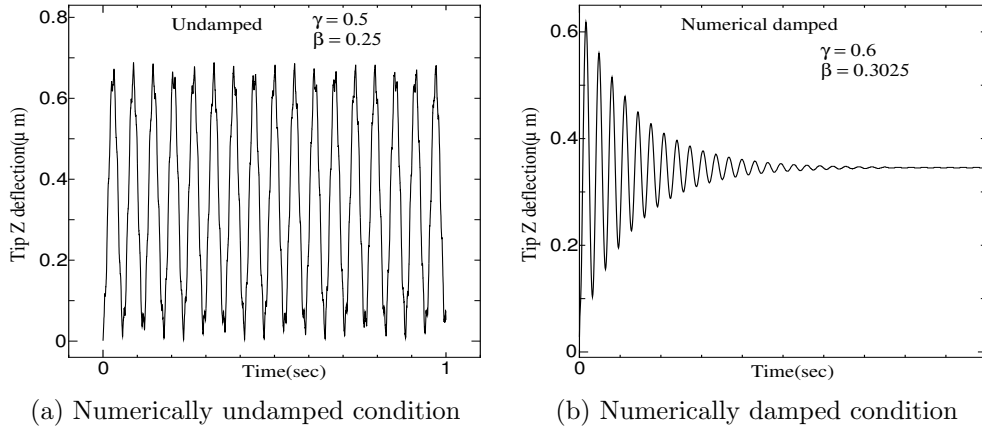 0.8
0.6
0.4
0.2
0
Tip Z deflection(μ m)
Undamped
γ = 0.5
β = 0.25
0
1
Time(sec)
(a) Numerically undamped condition
0.6
0.4
0.2
0
Tip Z deflection(μ m)
Numerical damped
γ = 0.6
β = 0.3025
0
Time(sec)
(b) Numerically damped condition